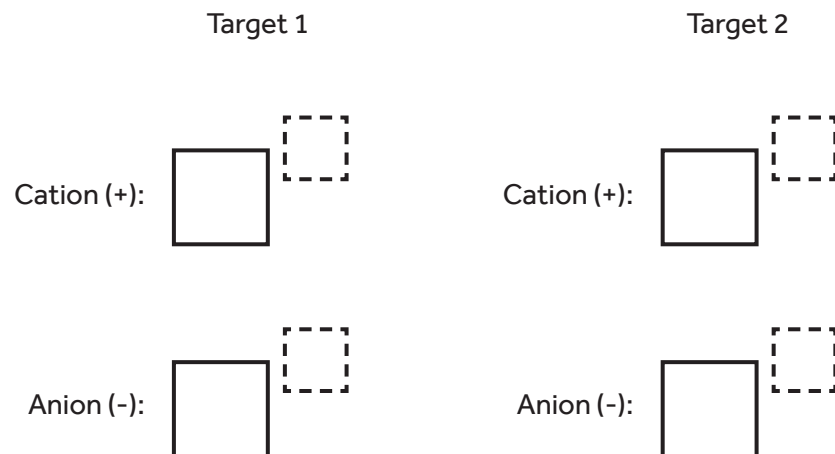 Target 1 Target 2
Cation (+): Cation (+):
Anion (-): Anion (-):